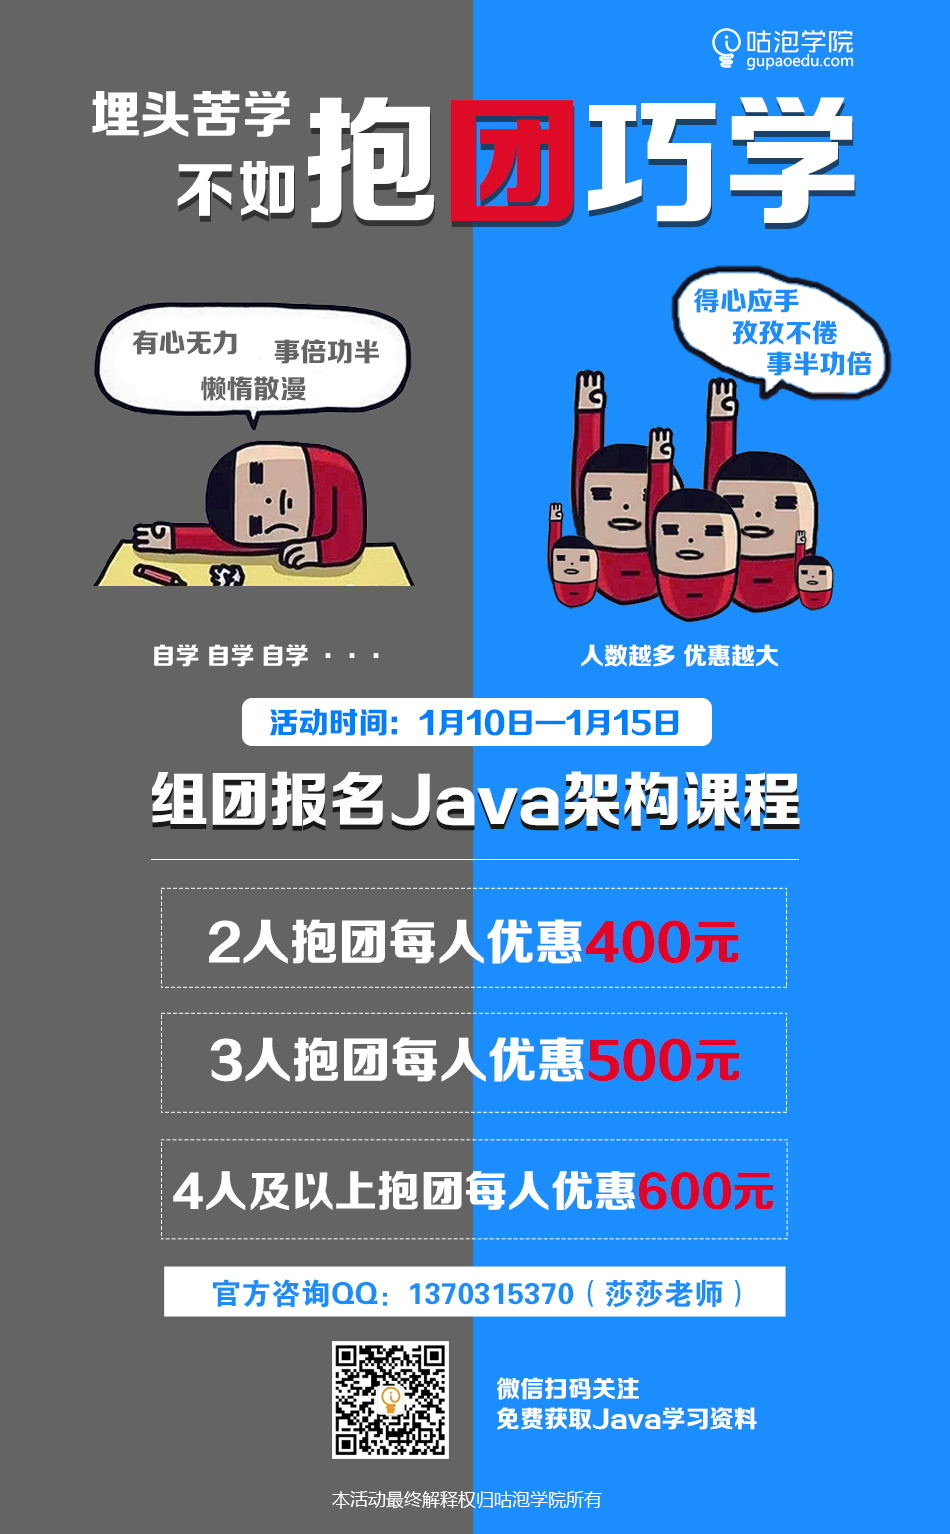 咕泡学院
gupaoedu.com
埋头苦学
不如抱团巧学
有心无力
事倍功半
懒惰散漫
得心应手
孜孜不倦
事半功倍
自学 自学 自学 ···
人数越多 优惠越大
活动时间：1月10日—1月15日
组团报名Java架构课程
2人抱团每人优惠400元
3人抱团每人优惠500元
4人及以上抱团每人优惠600元
官方咨询QQ：1370315370（莎莎老师）
微信扫码关注
免费获取Java学习资料
本活动最终解释权归咕泡学院所有